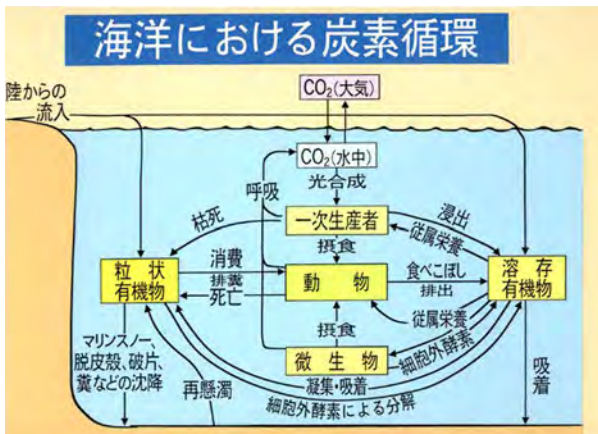 海洋における炭素循環
陸からの
流入
CO₂(大気)
CO₂(水中)
光合成
呼吸
一次生産者
枯死
浸出
従属栄養
摂食
粒状
有機物
消費
排糞
死亡
動物
食べこぼし
排出
溶存
有機物
従属栄養
摂食
微生物
細胞外酵素
マリンスノー、
脱皮殻、破片、
糞などの沈降
再懸濁
凝集・吸着
細胞外酵素による分解
吸着